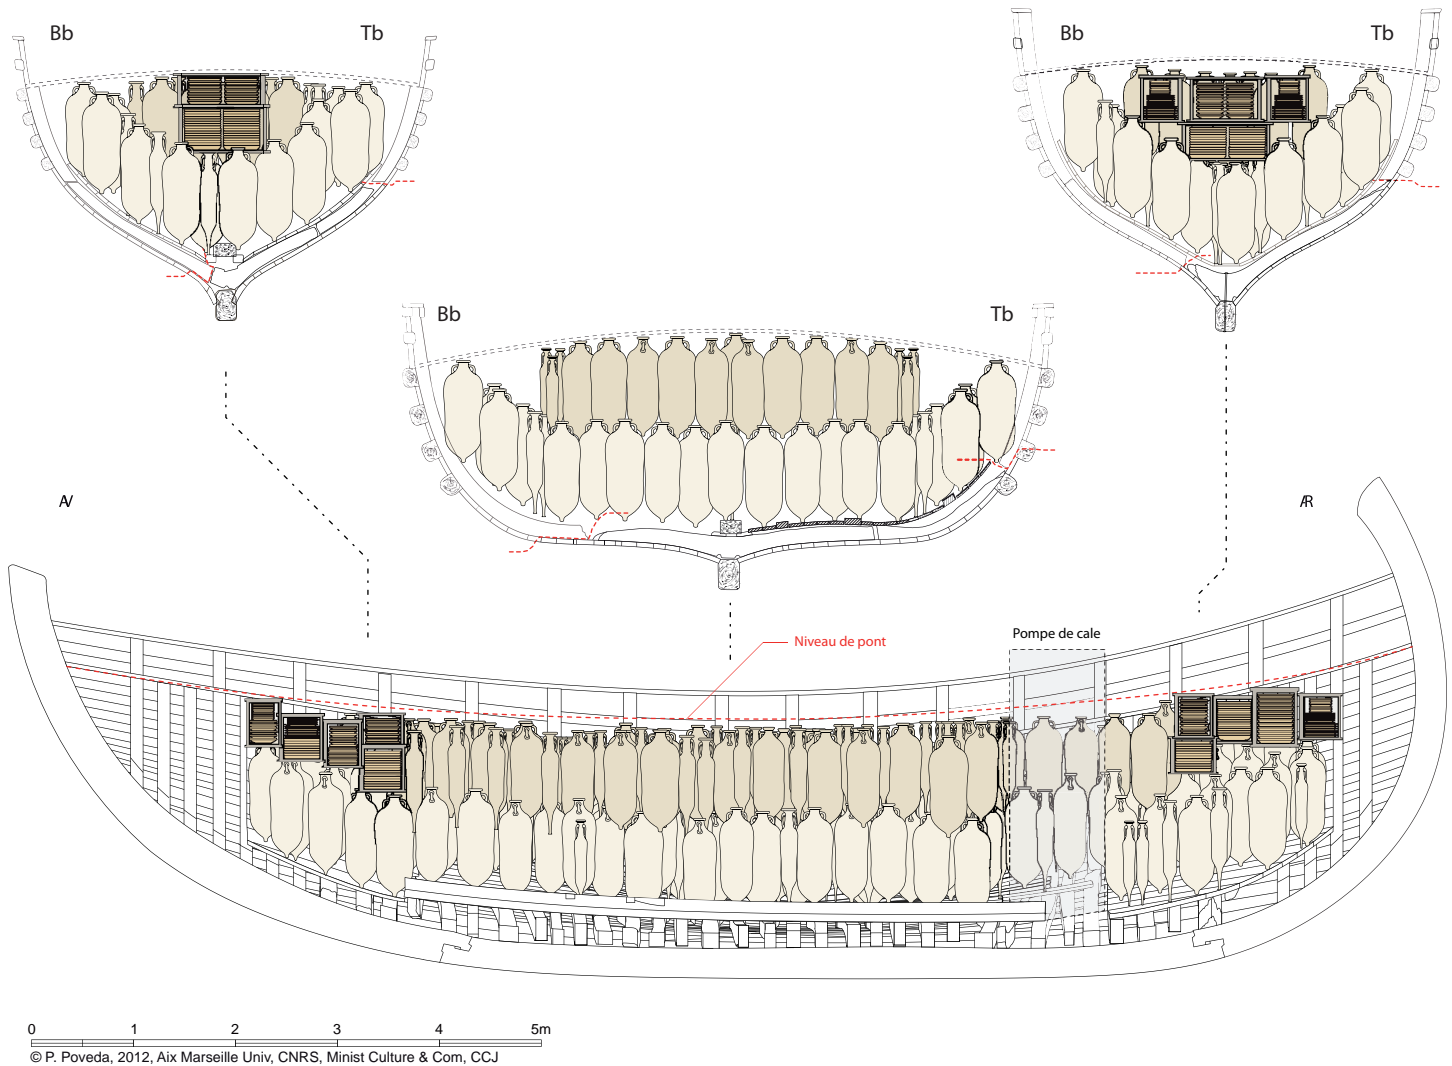 Bb
Tb
Bb
Tb
Bb
Tb
AV
AR
Niveau de pont
Pompe de cale
0 1 2 3 4 5m
© P. Poveda, 2012, Aix Marseille Univ, CNRS, Minist Culture & Com, CCJ